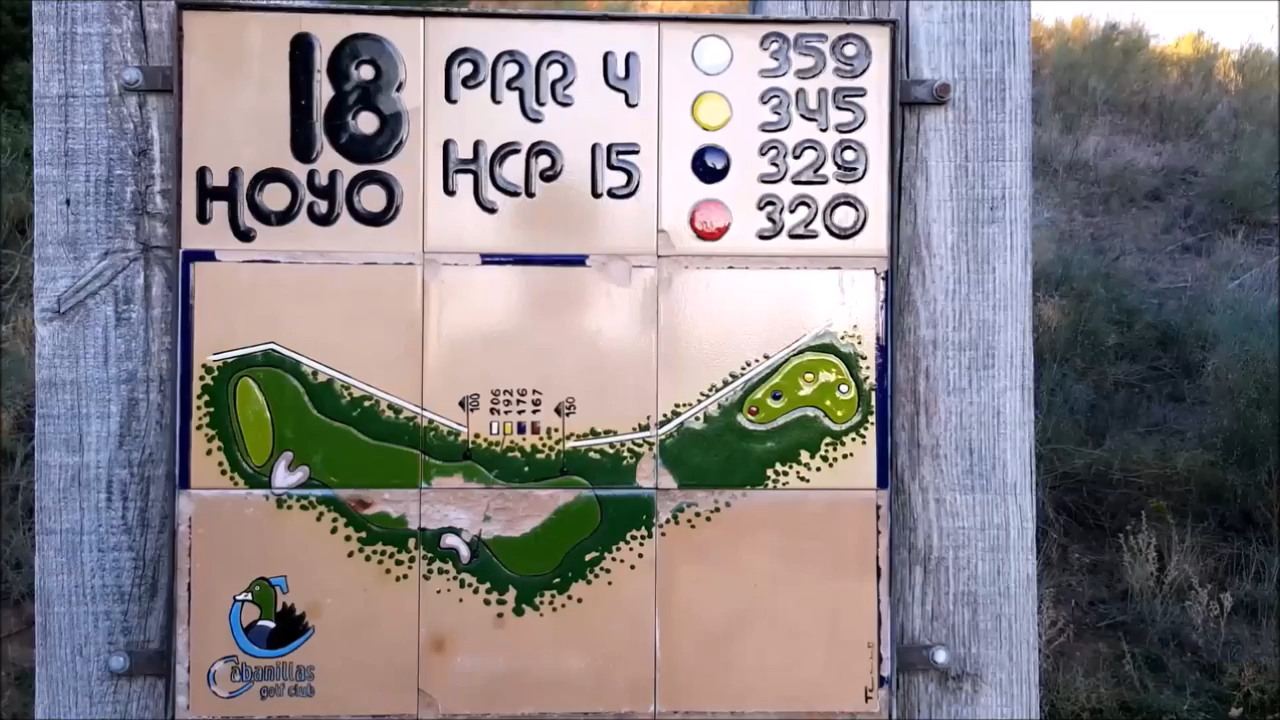 18
HOYO
PAR 4
HCP 15
359
345
329
320
100
206
192
176
167
150
Cabanillas
golf club